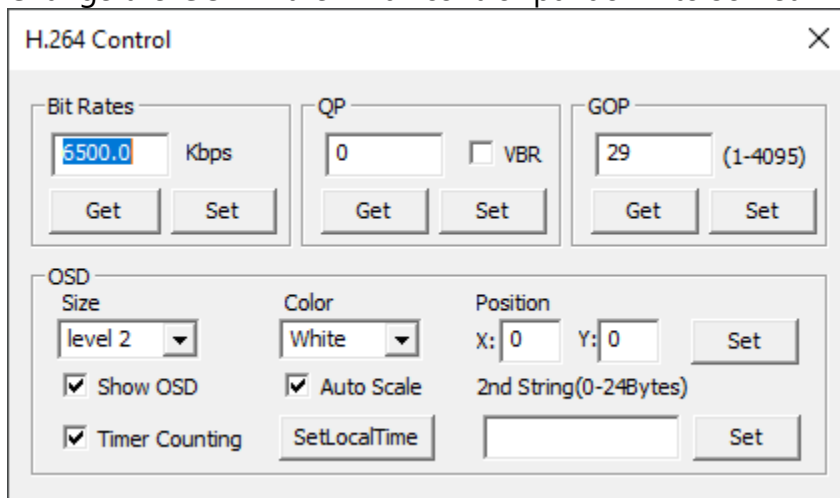 H.264 Control
Bit Rates
6500.0 Kbps
Get Set
QP
0 VBR
Get Set
GOP
29 (1-4095)
Get Set
OSD
Size Color Position
level 2 White X: 0 Y: 0 Set
Show OSD Auto Scale 2nd String(0-24Bytes)
Timer Counting SetLocalTime Set